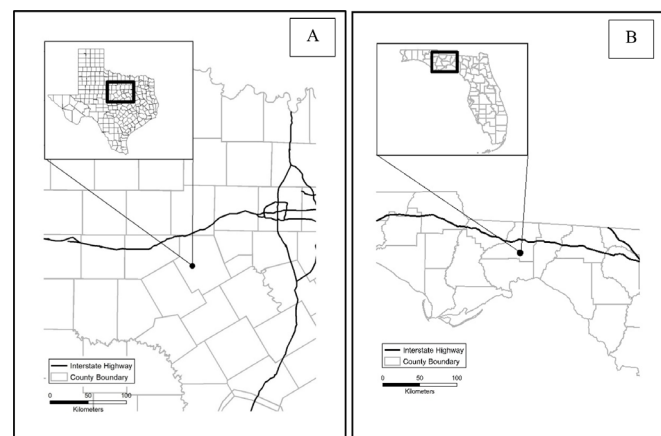 A
Interstate Highway
County Boundary
0 50 100
Kilometers
B
Interstate Highway
County Boundary
0 50 100
Kilometers